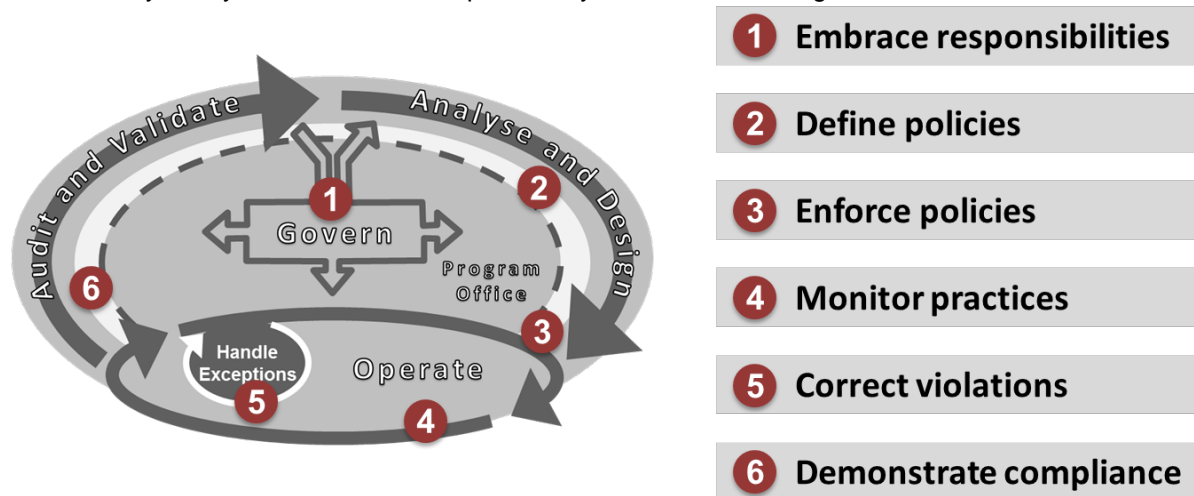 Audit and Validate
Analyse and Design
1
Govern
2
Program
Office
6
3
Handle
Exceptions
5
Operate
4
1 Embrace responsibilities
2 Define policies
3 Enforce policies
4 Monitor practices
5 Correct violations
6 Demonstrate compliance